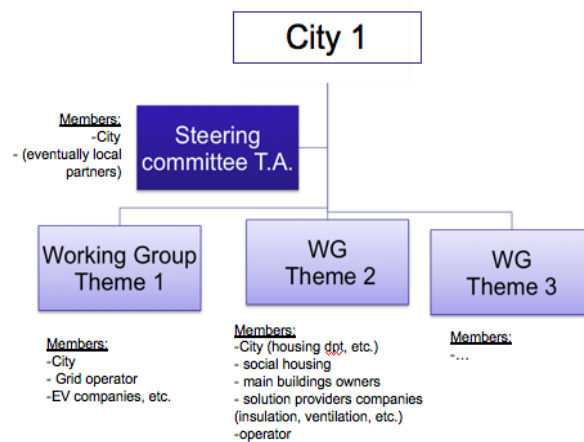 City 1
Members:
-City
- (eventually local
partners)
Steering
committee T.A.
Working Group
Theme 1
WG
Theme 2
WG
Theme 3
Members:
-City
- Grid operator
-EV companies, etc.
Members:
-City (housing dpt, etc.)
- social housing
- main buildings owners
- solution providers companies
(insulation, ventilation, etc.)
-operator
Members:
-...